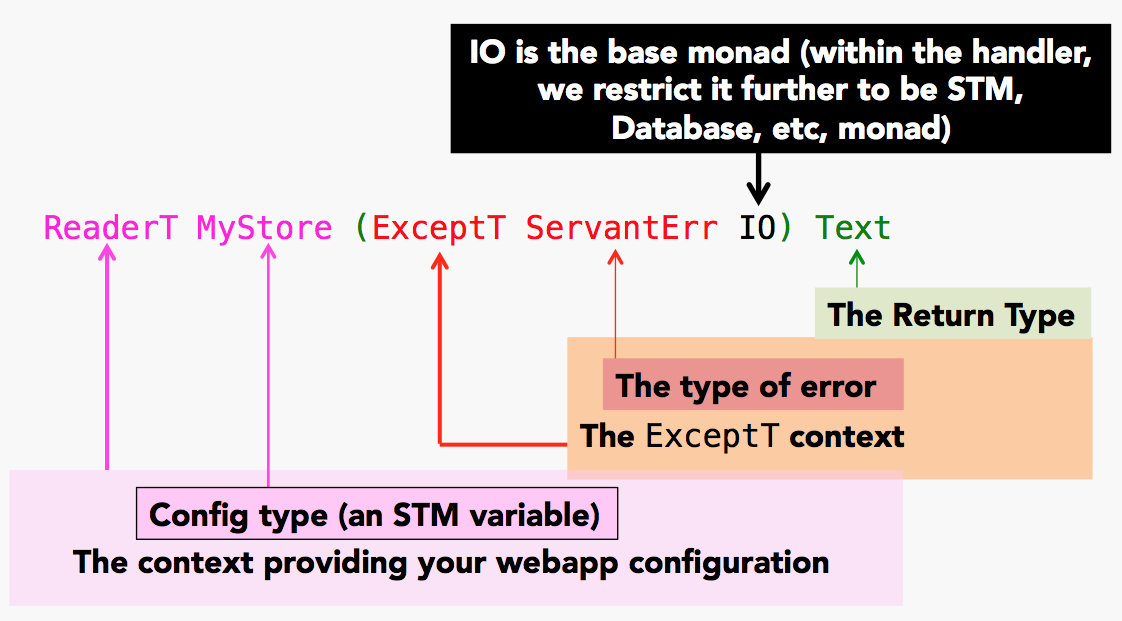 IO is the base monad (within the handler,
we restrict it further to be STM,
Database, etc, monad)
ReaderT MyStore (ExceptT ServantErr IO) Text
The Return Type
The type of error
The ExceptT context
Config type (an STM variable)
The context providing your webapp configuration